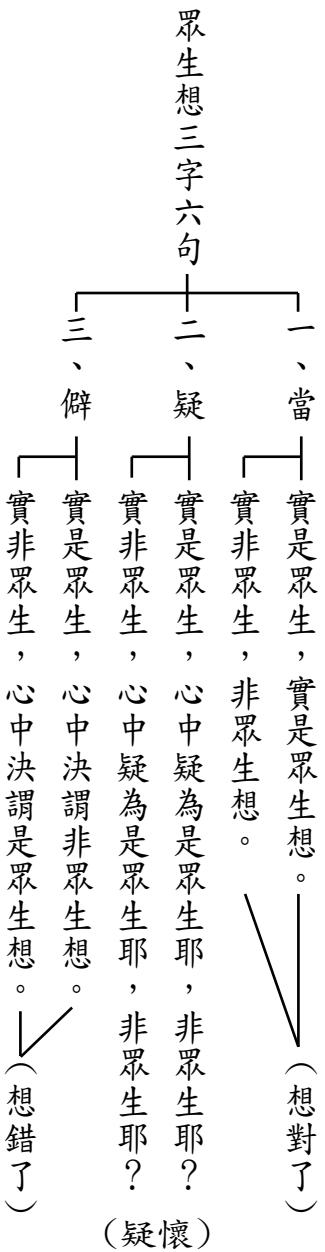 眾生想三字六句
一、當
實是眾生，實是眾生想。
實非眾生，非眾生想。
（想對了）
二、疑
實是眾生，心中疑為是眾生耶，非眾生耶？
實非眾生，心中疑為是眾生耶，非眾生耶？
（疑懷）
三、僻
實是眾生，心中決謂非眾生想。
實非眾生，心中決謂是眾生想。
（想錯了）